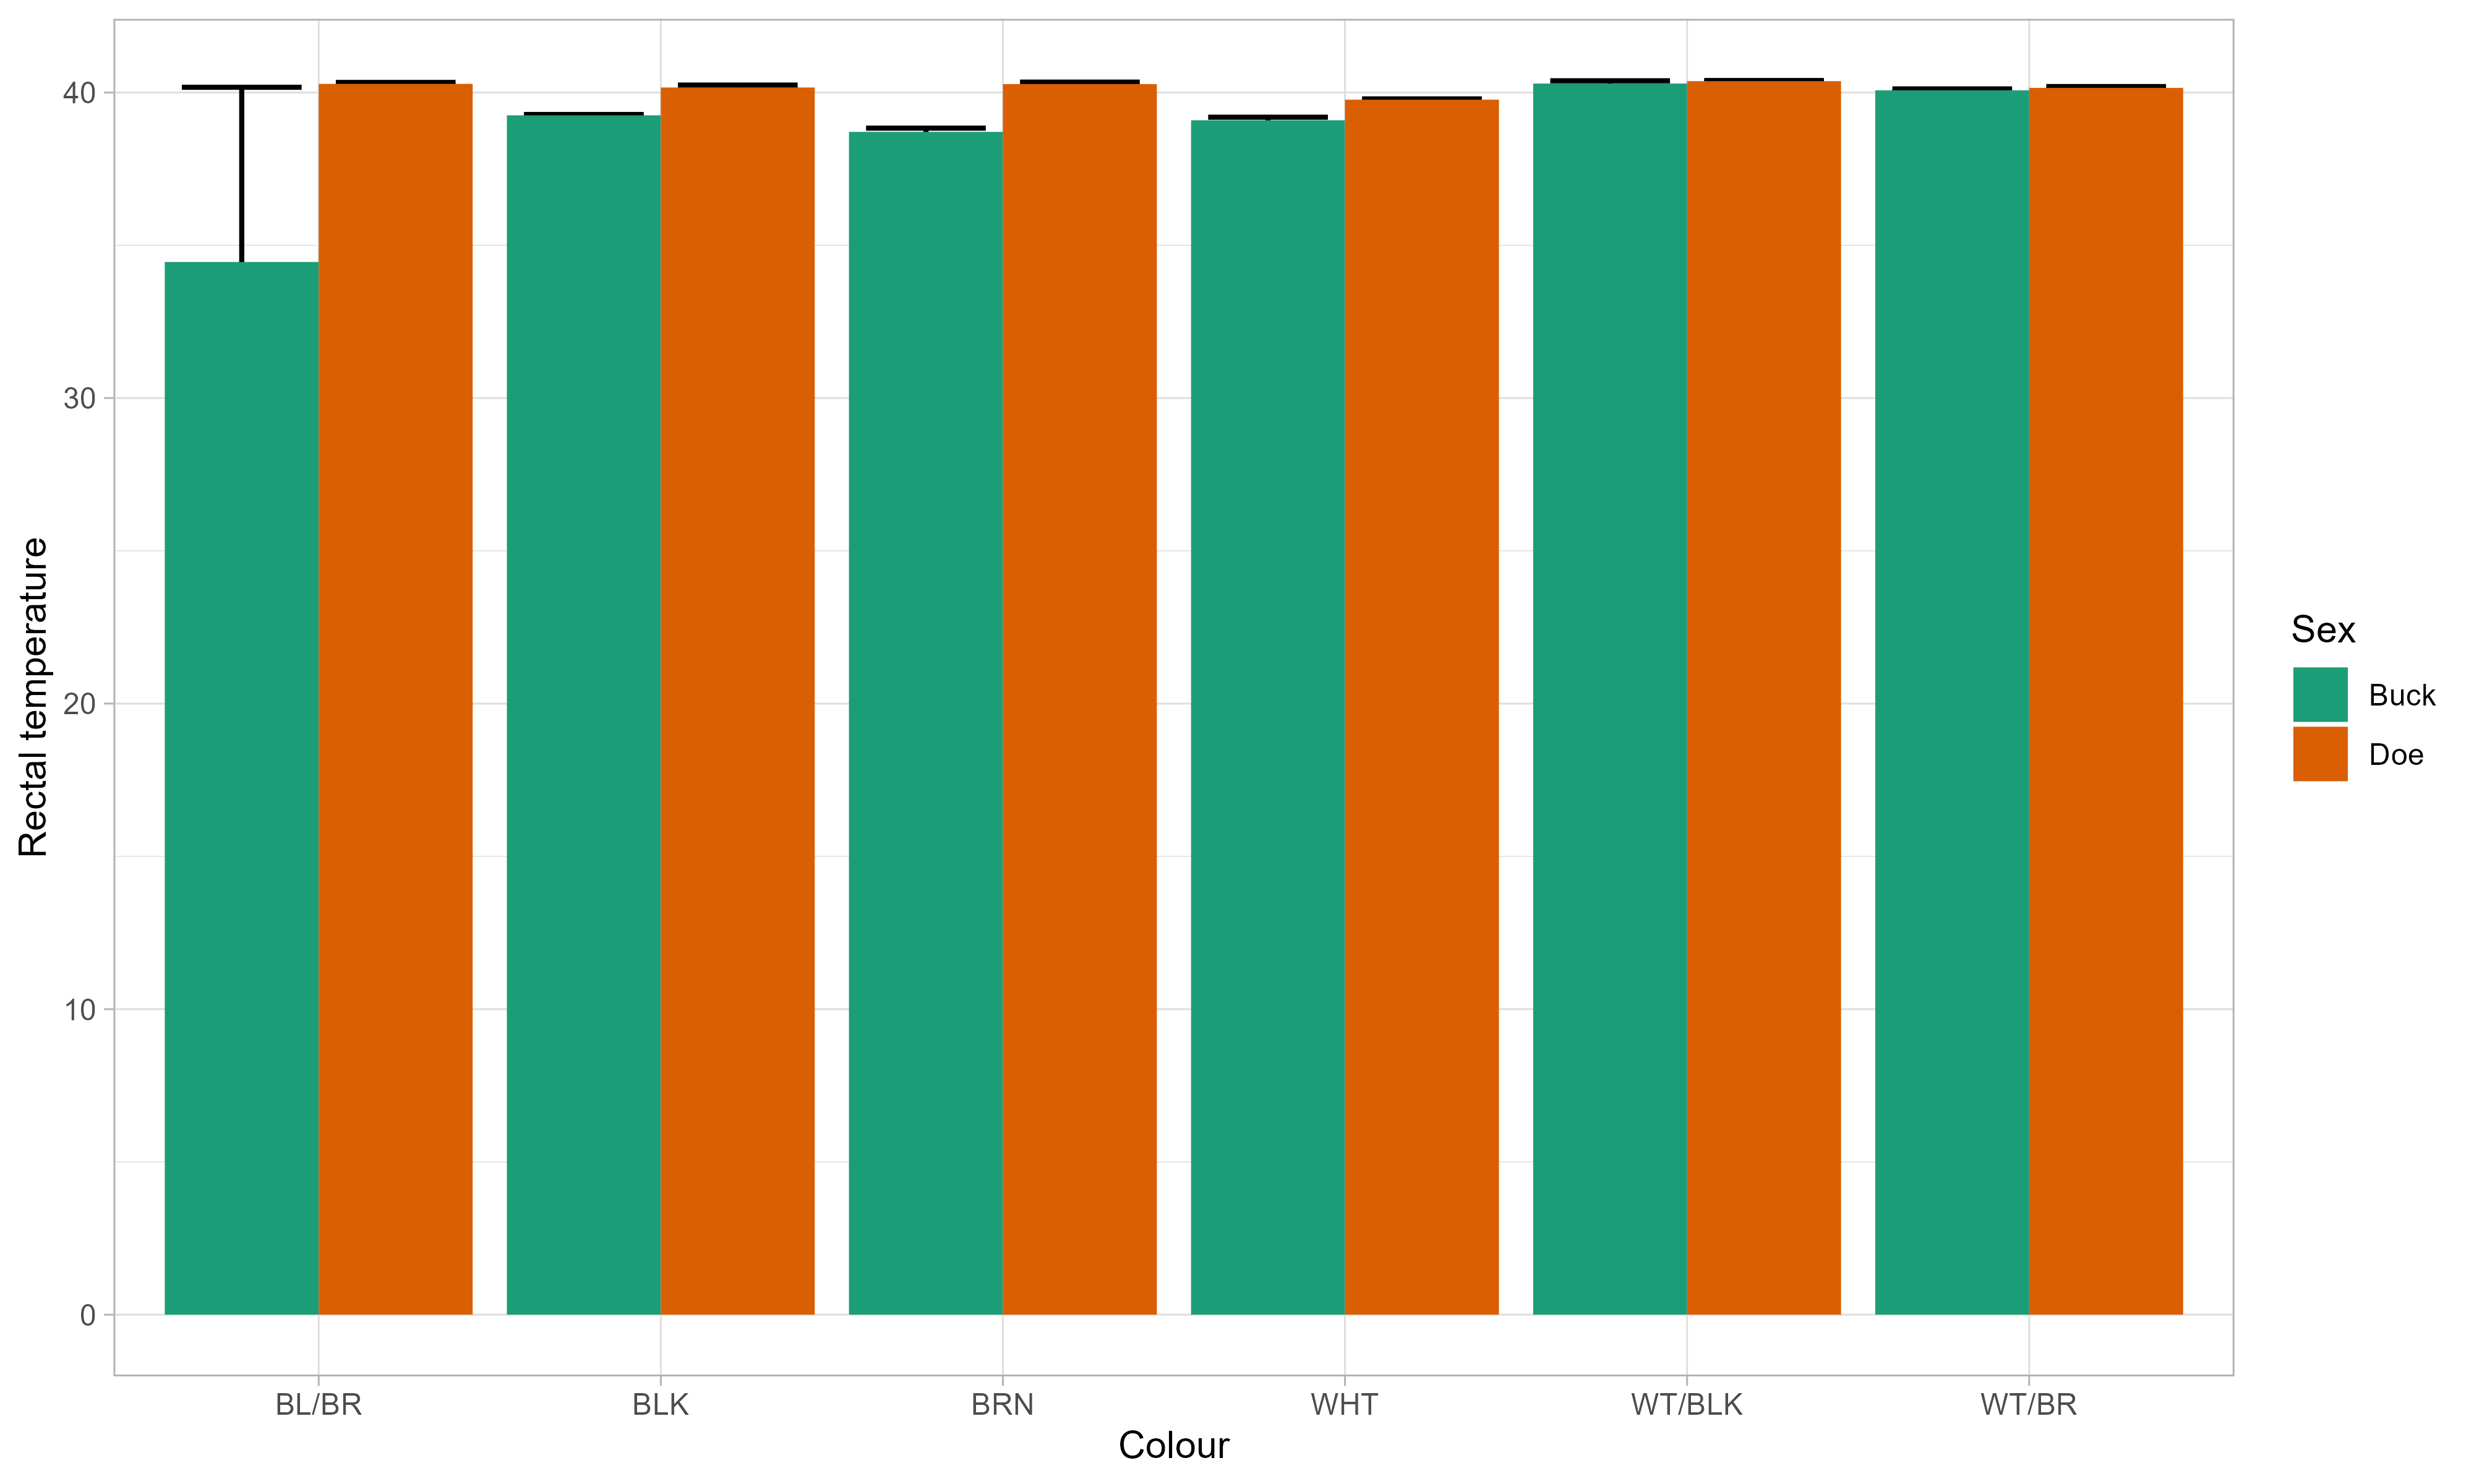 40
30
20
10
0
Rectal temperature
BL/BR
BLK
BRN
WHT
WT/BLK
WT/BR
Colour
Sex
Buck
Doe